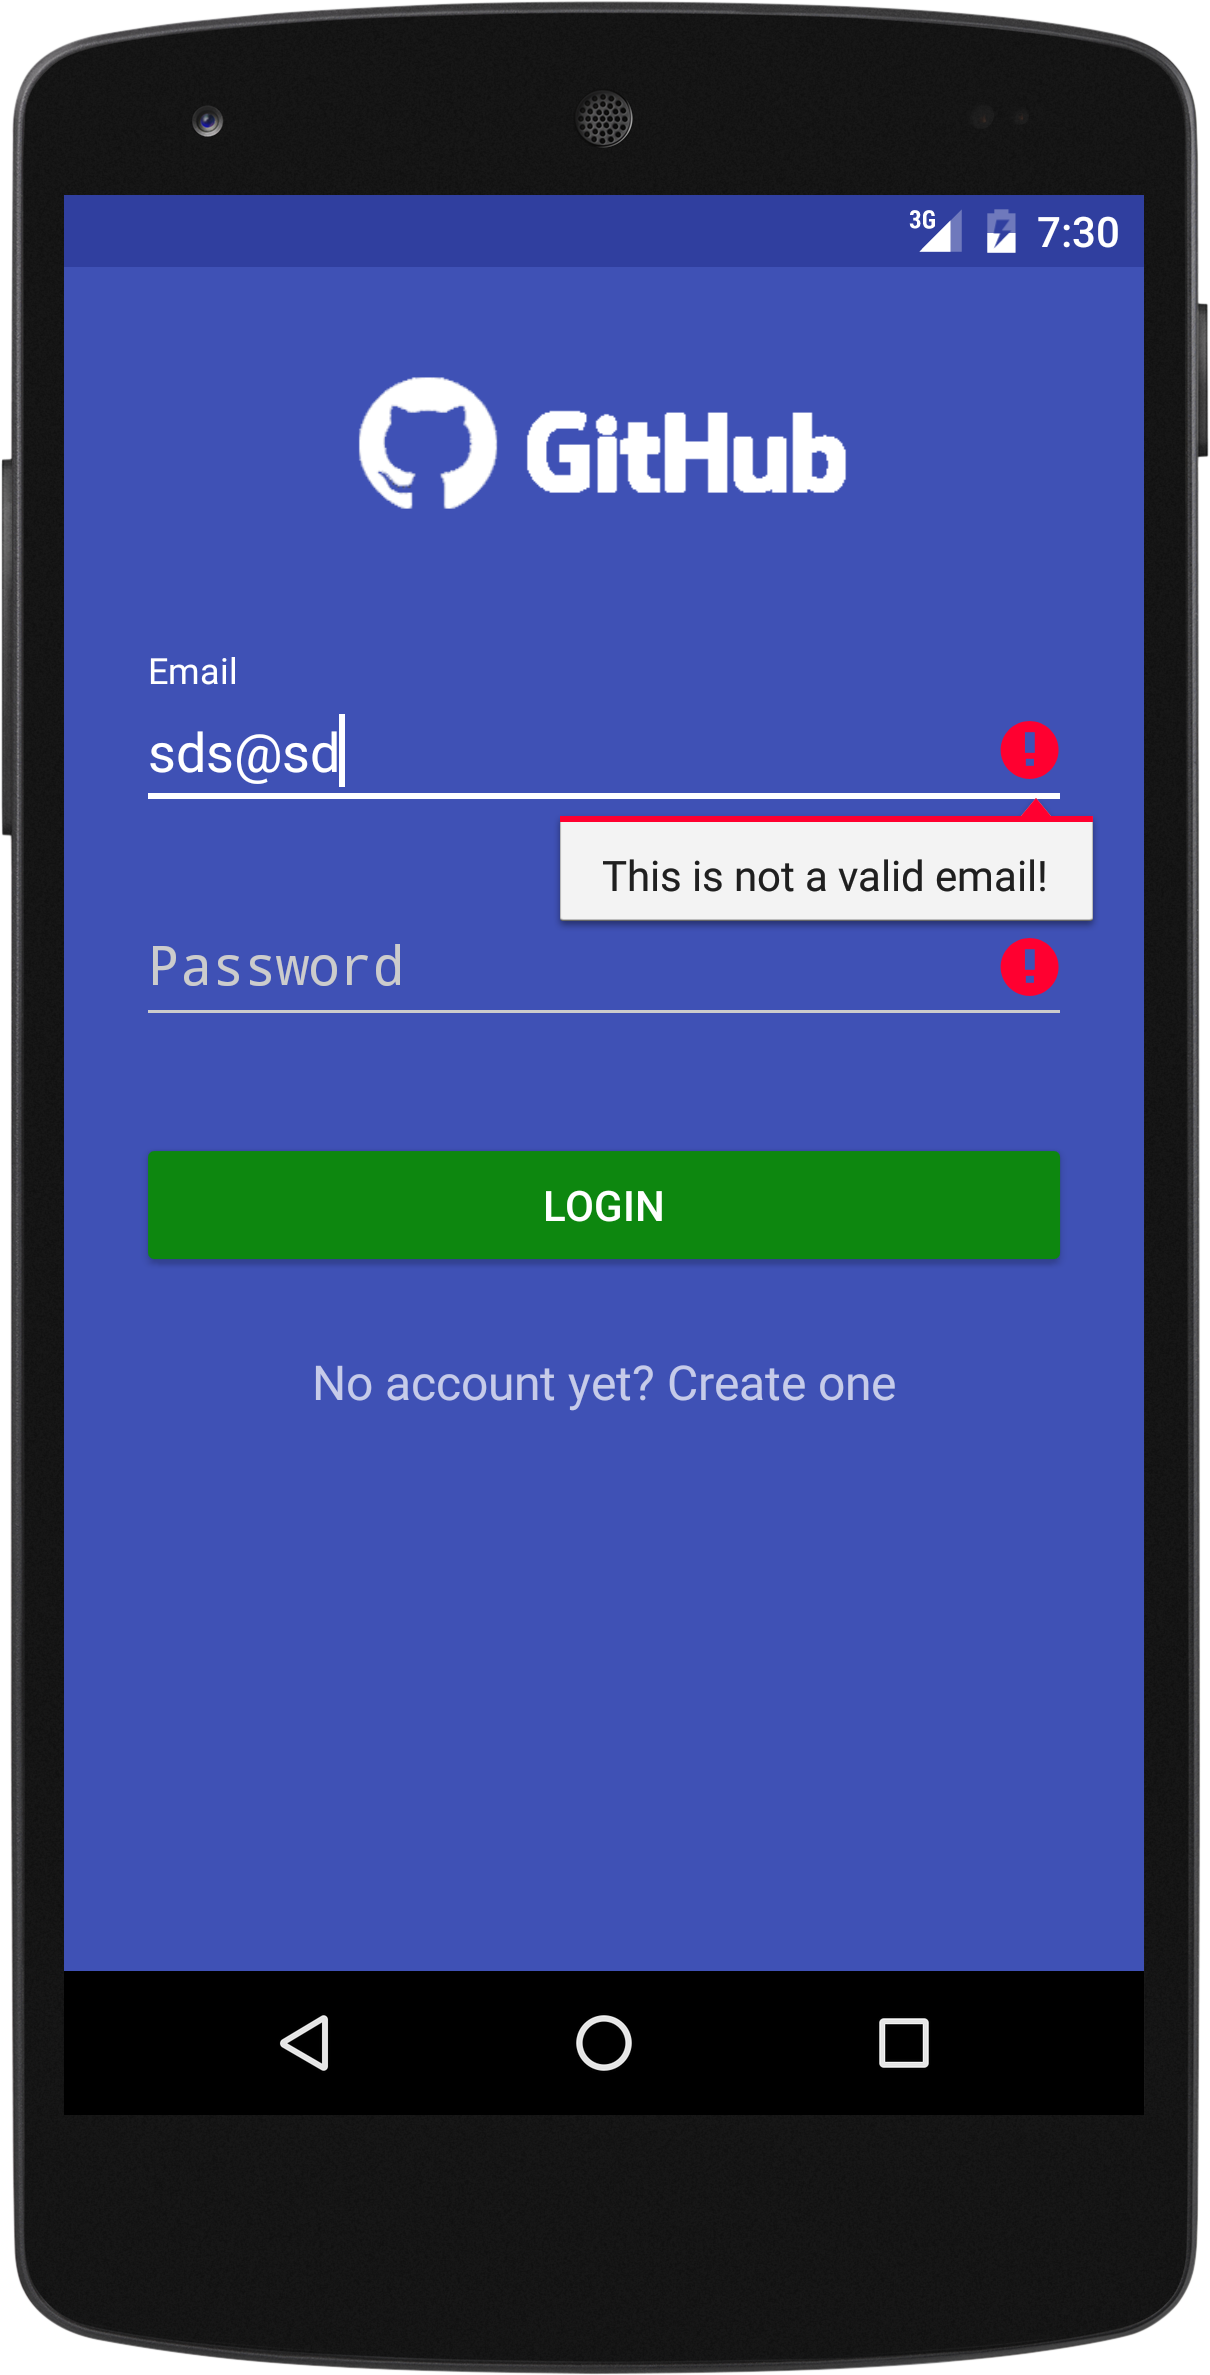 3G 7:30
GitHub
Email
sds@sd
This is not a valid email!
Password
LOGIN
No account yet? Create one